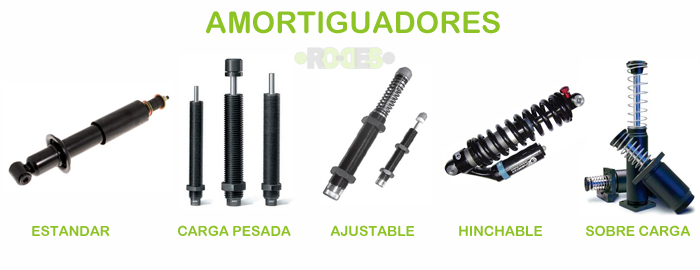 AMORTIGUADORES
RODES
ESTANDAR
CARGA PESADA
AJUSTABLE
HINCHABLE
SOBRE CARGA